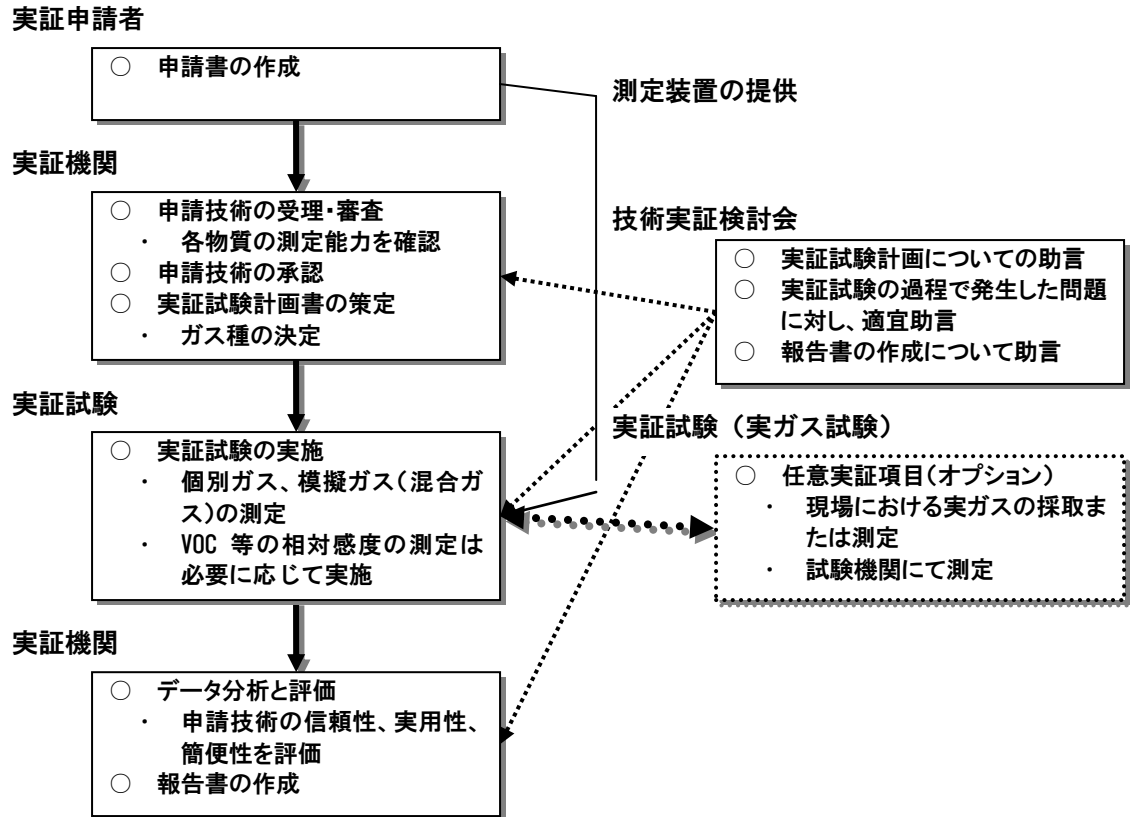 実証申請者
○ 申請書の作成
測定装置の提供
実証機関
○ 申請技術の受理・審査
・ 各物質の測定能力を確認
○ 申請技術の承認
○ 実証試験計画書の策定
・ ガス種の決定
技術実証検討会
○ 実証試験計画についての助言
○ 実証試験の過程で発生した問題
に対し、適宜助言
○ 報告書の作成について助言
実証試験
○ 実証試験の実施
・ 個別ガス、模擬ガス（混合ガ
ス）の測定
・ VOC 等の相対感度の測定は
必要に応じて実施
実証試験（実ガス試験）
○ 任意実証項目（オプション）
・ 現場における実ガスの採取ま
たは測定
・ 試験機関にて測定
実証機関
○ データ分析と評価
・ 申請技術の信頼性、実用性、
簡便性を評価
○ 報告書の作成